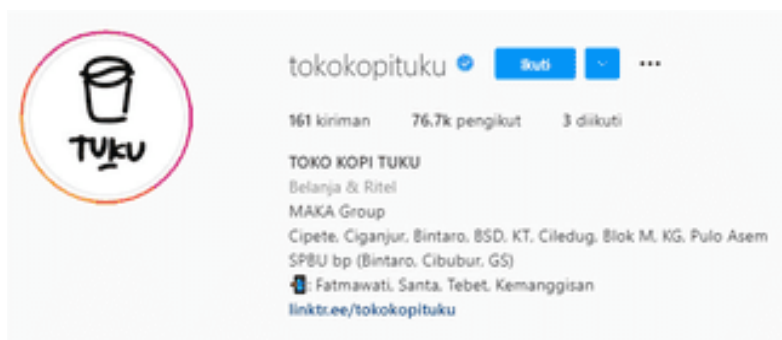 TUKU
tokokopituku Ikuti
161 kiriman 76.7k pengikut 3 diikuti
TOKO KOPI TUKU
Belanja & Ritel
MAKA Group
Cipete, Ciganjur, Bintaro, BSD, KT, Ciledug, Blok M, KG, Pulo Asem
SPBU bp (Bintaro, Cibubur, GS)
📲: Fatmawati, Santa, Tebet, Kemanggisan
linktr.ee/tokokopituku